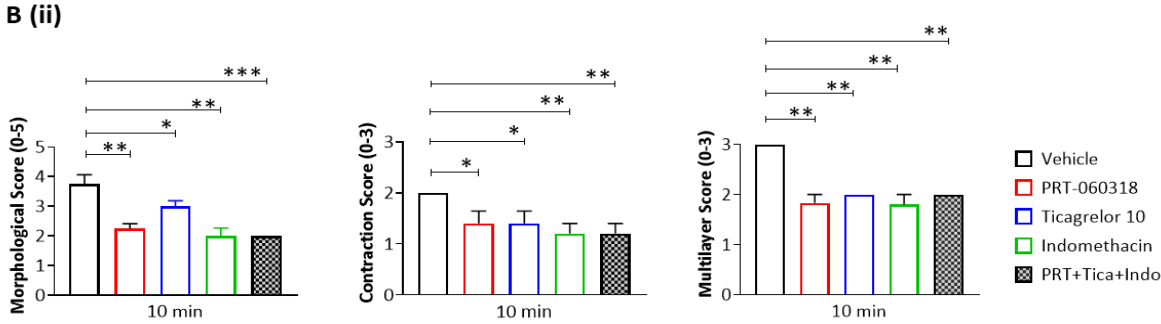 B (ii)
Morphological Score (0-5)
5
4
3
2
1
0
***
**
*
**
10 min
Contraction Score (0-3)
3
2
1
0
**
**
*
*
10 min
Multilayer Score (0-3)
3
2
1
0
**
**
**
**
10 min
Vehicle
PRT-060318
Ticagrelor 10
Indomethacin
PRT+Tica+Indo